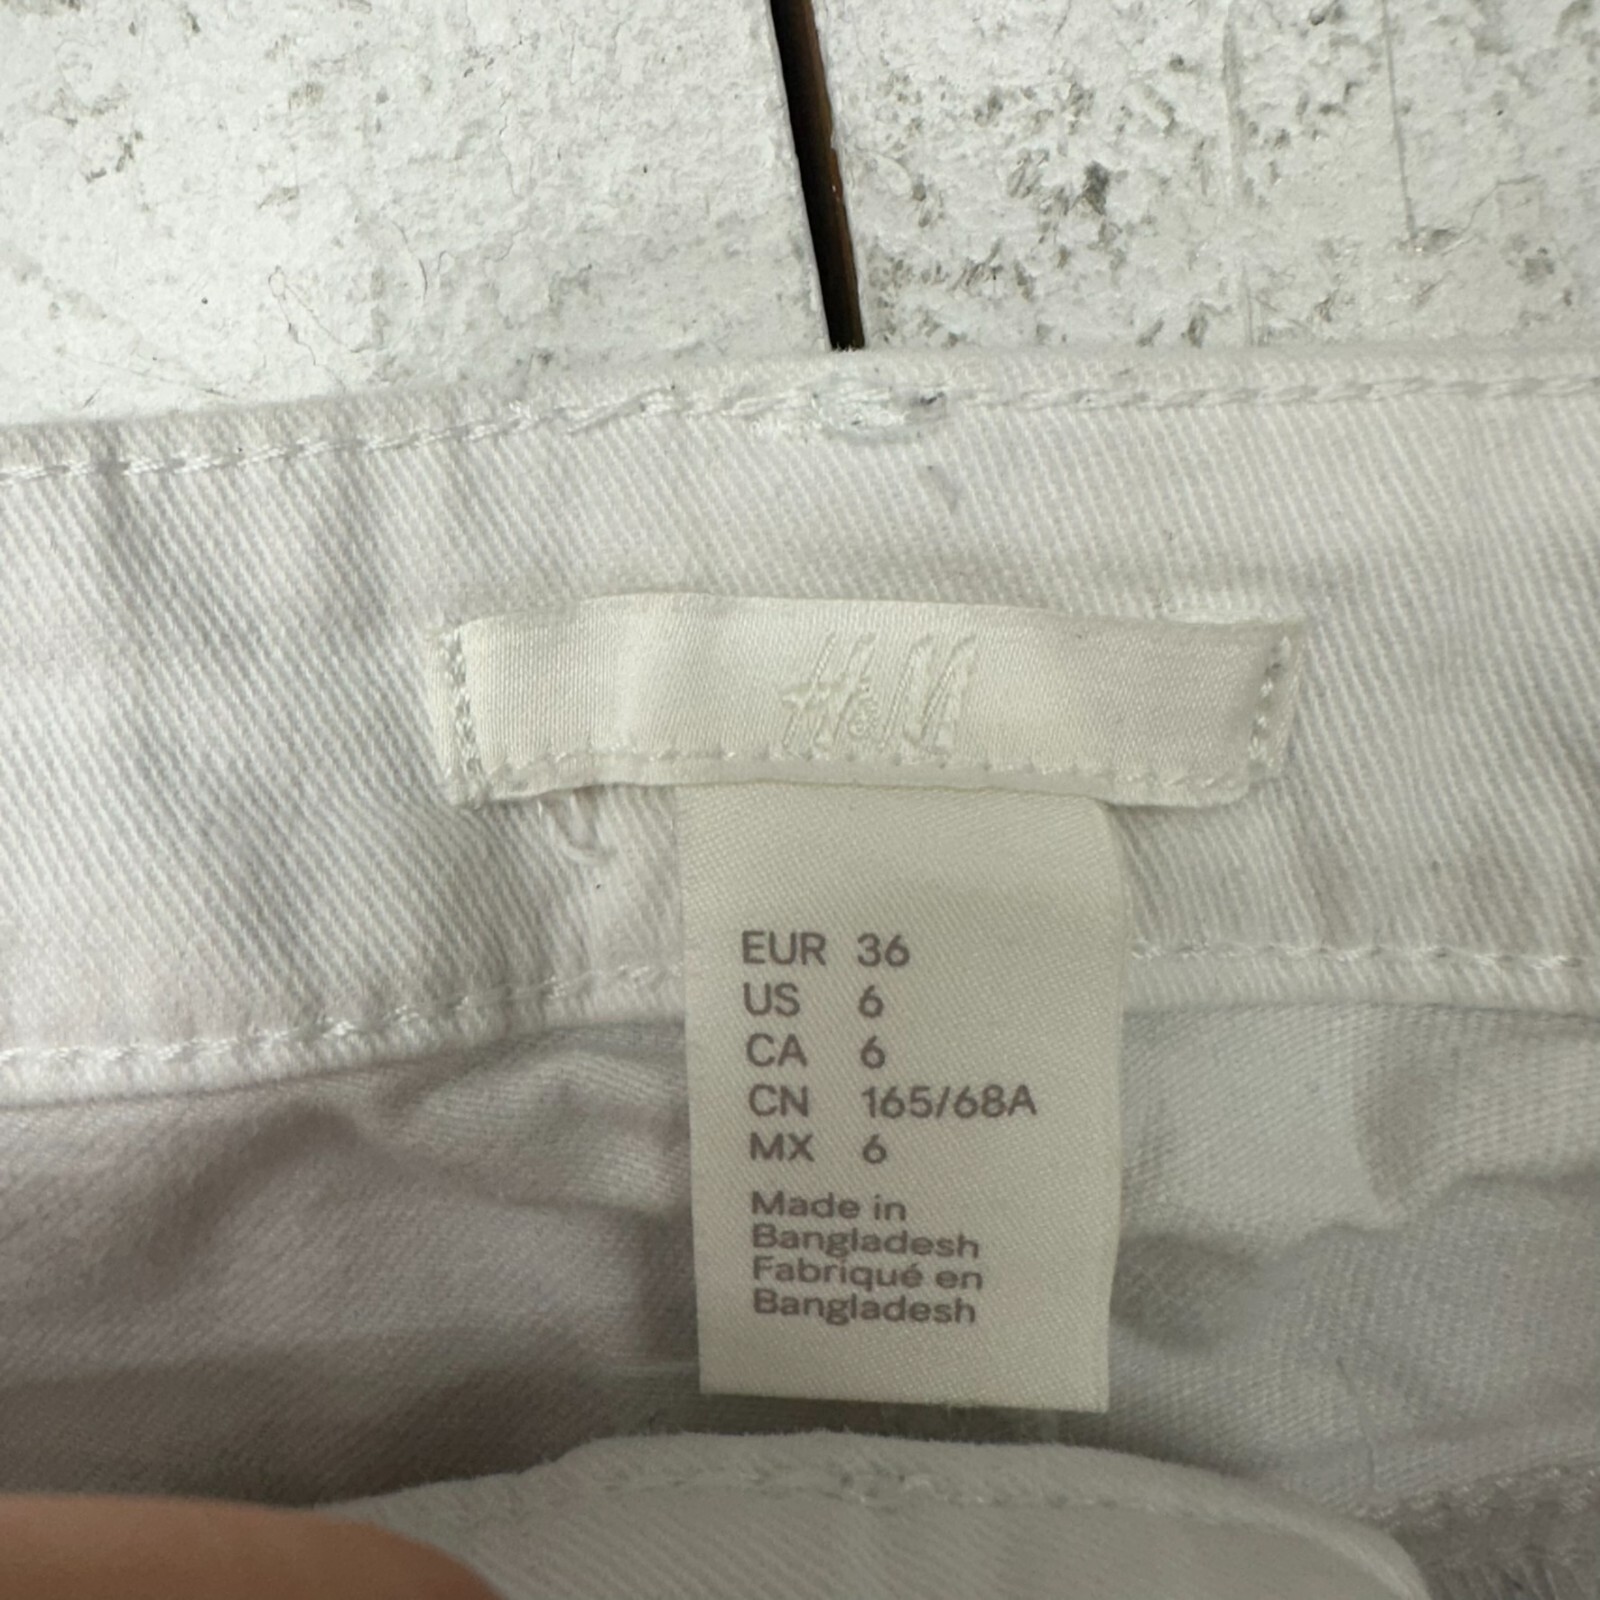 H&M
EUR 36
US 6
CA 6
CN 165/68A
MX 6
Made in
Bangladesh
Fabriqué en
Bangladesh